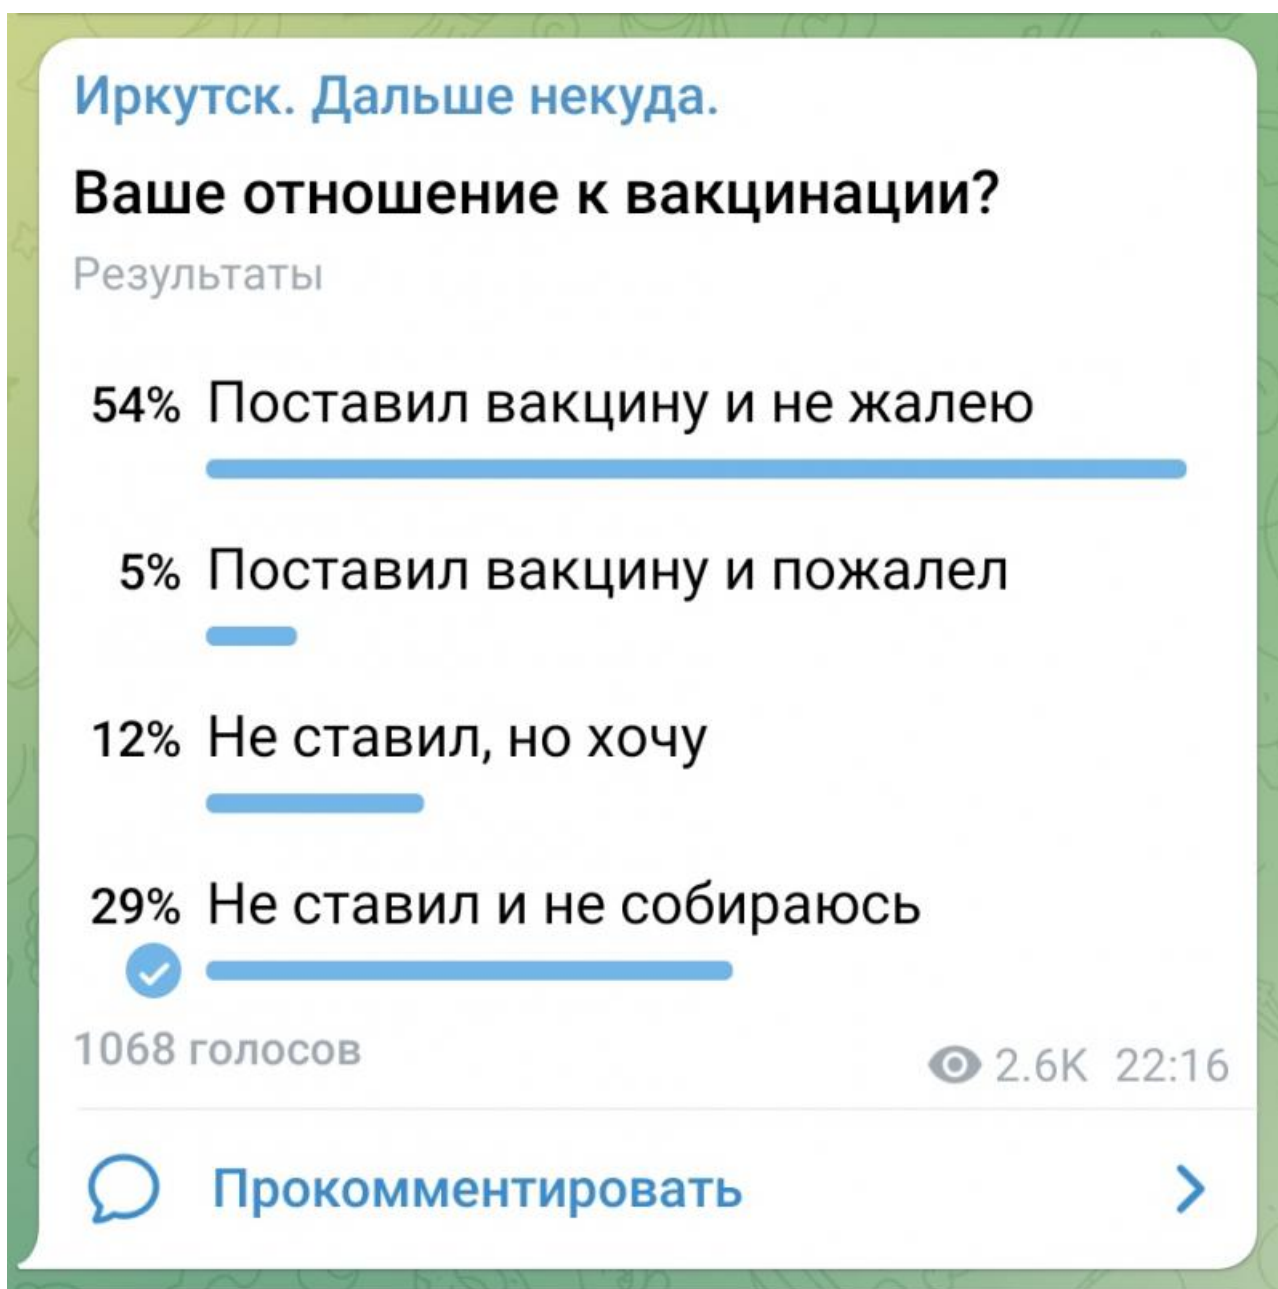 Иркутск. Дальше некуда.
Ваше отношение к вакцинации?
Результаты
54% Поставил вакцину и не жалею
5% Поставил вакцину и пожалел
12% Не ставил, но хочу
29% Не ставил и не собираюсь
1068 голосов
2.6K 22:16
Прокомментировать